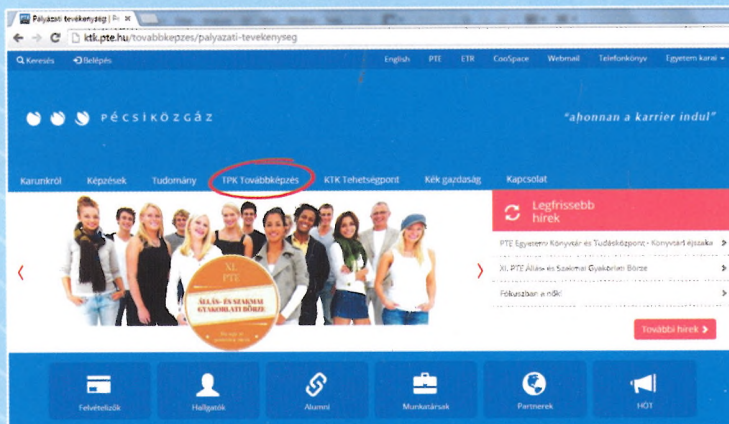 Pályázati tevékenység | P
ktk.pte.hu/tovabbkepzes/palyazati-tevekenyseg
Keresés Belépés English PTE ETR CooSpace Webmail Telefonkönyv Egyetem karai
PÉCSIKÖZGÁZ
"ahonnan a karrier indul"
Karunkról Képzések Tudomány TPK Továbbképzés KTK Tehetségpont Kék gazdaság Kapcsolat
Legfrissebb
hírek
PTE Egyetemi Könyvtár és Tudásközpont - Könyvtári éjszaka
XI. PTE Állás- és Szakmai Gyakorlati Börze
Fókuszban a nők!
További hírek
XI.
PTE
ÁLLÁS- ÉS SZAKMAI
GYAKORLATI BÖRZE
Felvételizők Hallgatók Alumni Munkatársak Partnerek HÖT